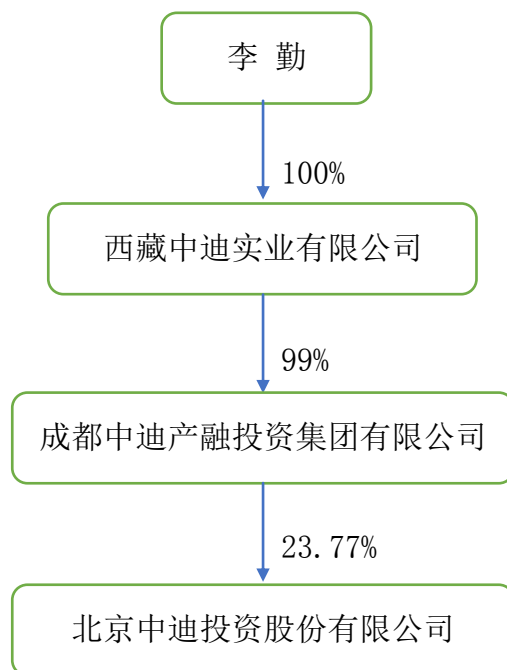 李 勤
100%
西藏中迪实业有限公司
99%
成都中迪产融投资集团有限公司
23.77%
北京中迪投资股份有限公司